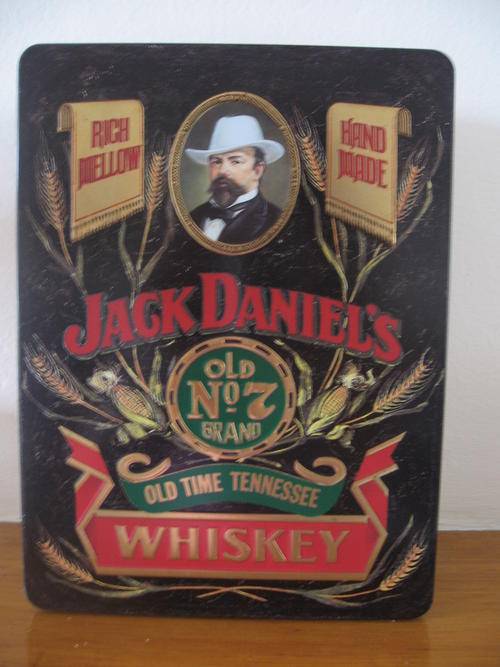 RICH
MELLOW
HAND
MADE
JACK DANIEL'S
OLD
Nº 7
BRAND
OLD TIME TENNESSEE
WHISKEY